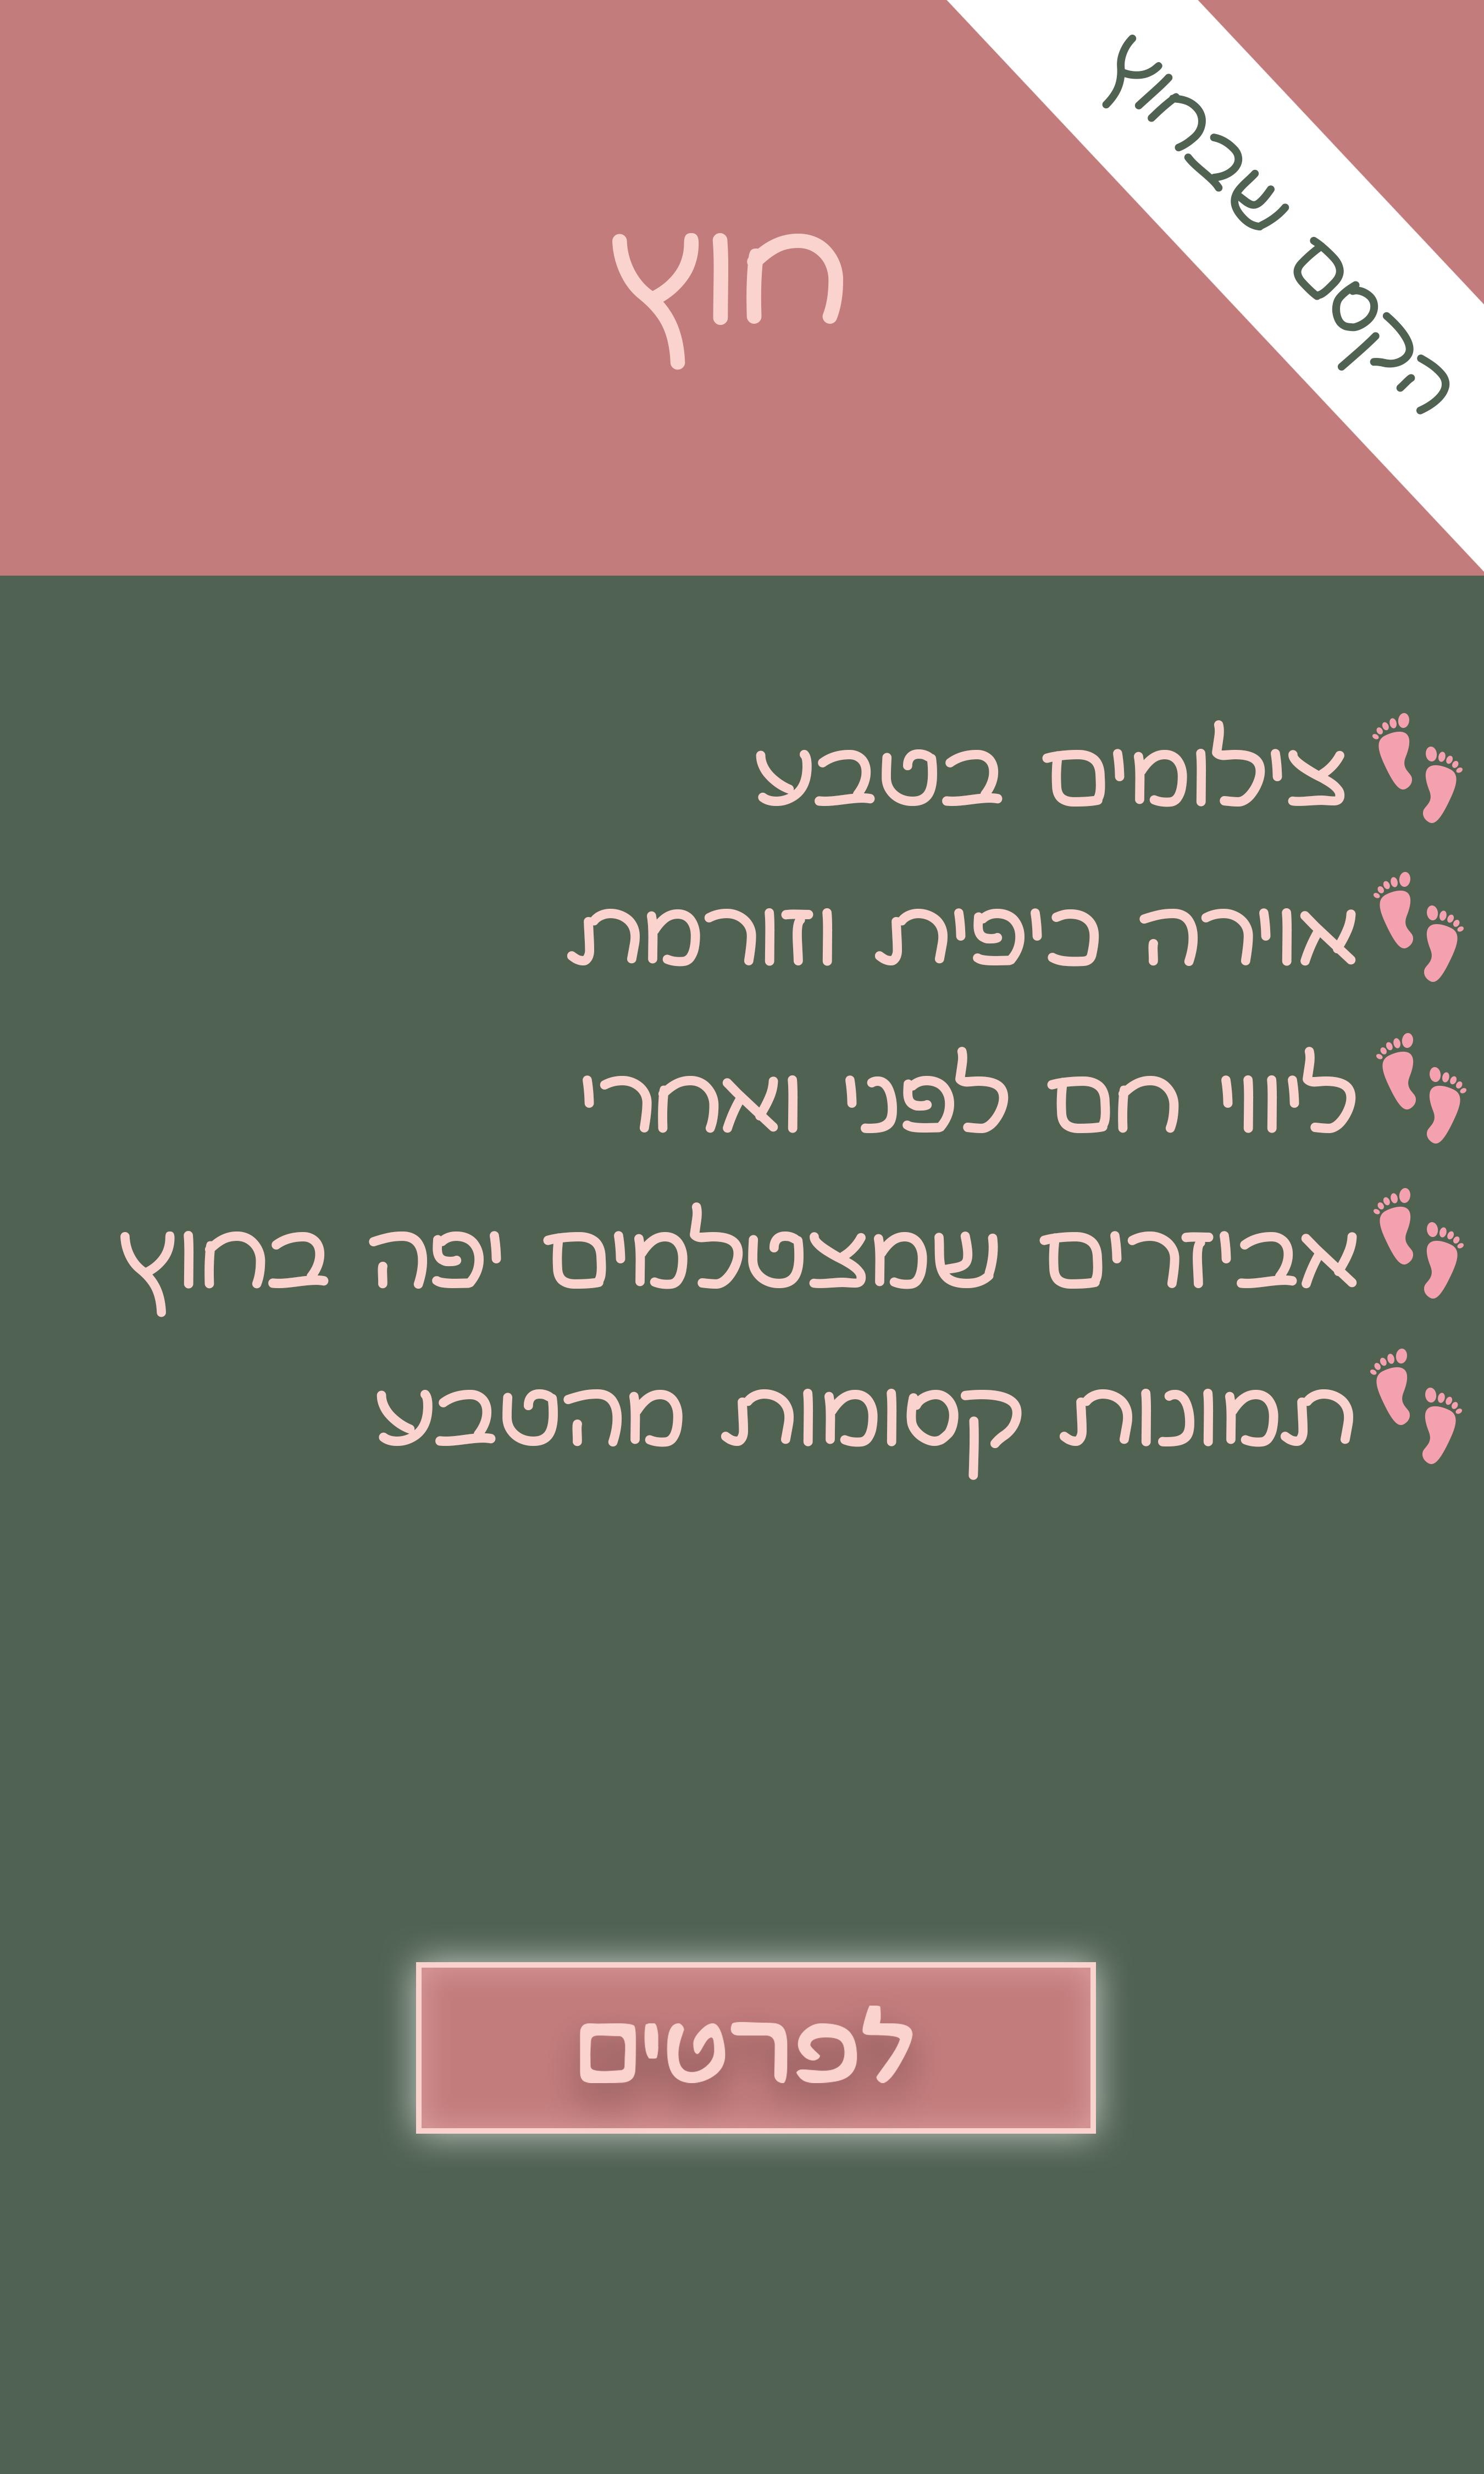 הקסם שבחוץ
חוץ
צילומים בטבע
אוירה כיפית וזורמת
ליווי חם לפני ואחרי
אביזרים שמצטלמים יפה בחוץ
תמונות קסומות מהטבע
לפרטים